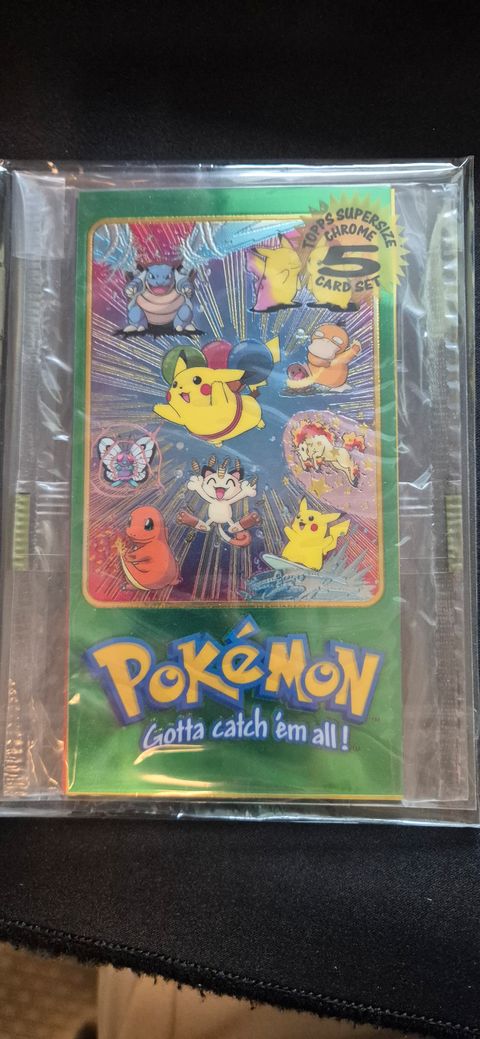 TOPPS SUPERSIZE
CHROME
5
CARD SET
POKéMON
Gotta catch 'em all!